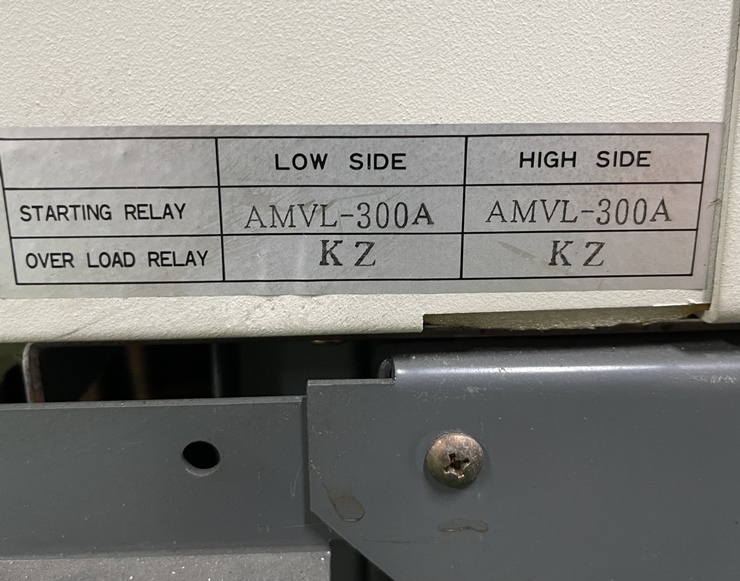 LOW SIDE HIGH SIDE
STARTING RELAY AMVL-300A AMVL-300A
OVER LOAD RELAY KZ KZ